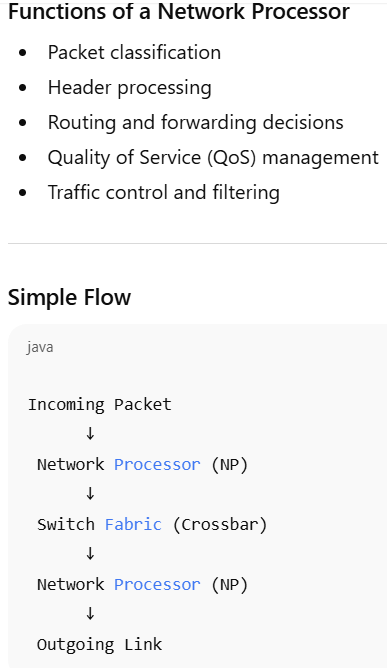 Functions of a Network Processor
• Packet classification
• Header processing
• Routing and forwarding decisions
• Quality of Service (QoS) management
• Traffic control and filtering
Simple Flow
java
Incoming Packet
↓
Network Processor (NP)
↓
Switch Fabric (Crossbar)
↓
Network Processor (NP)
↓
Outgoing Link